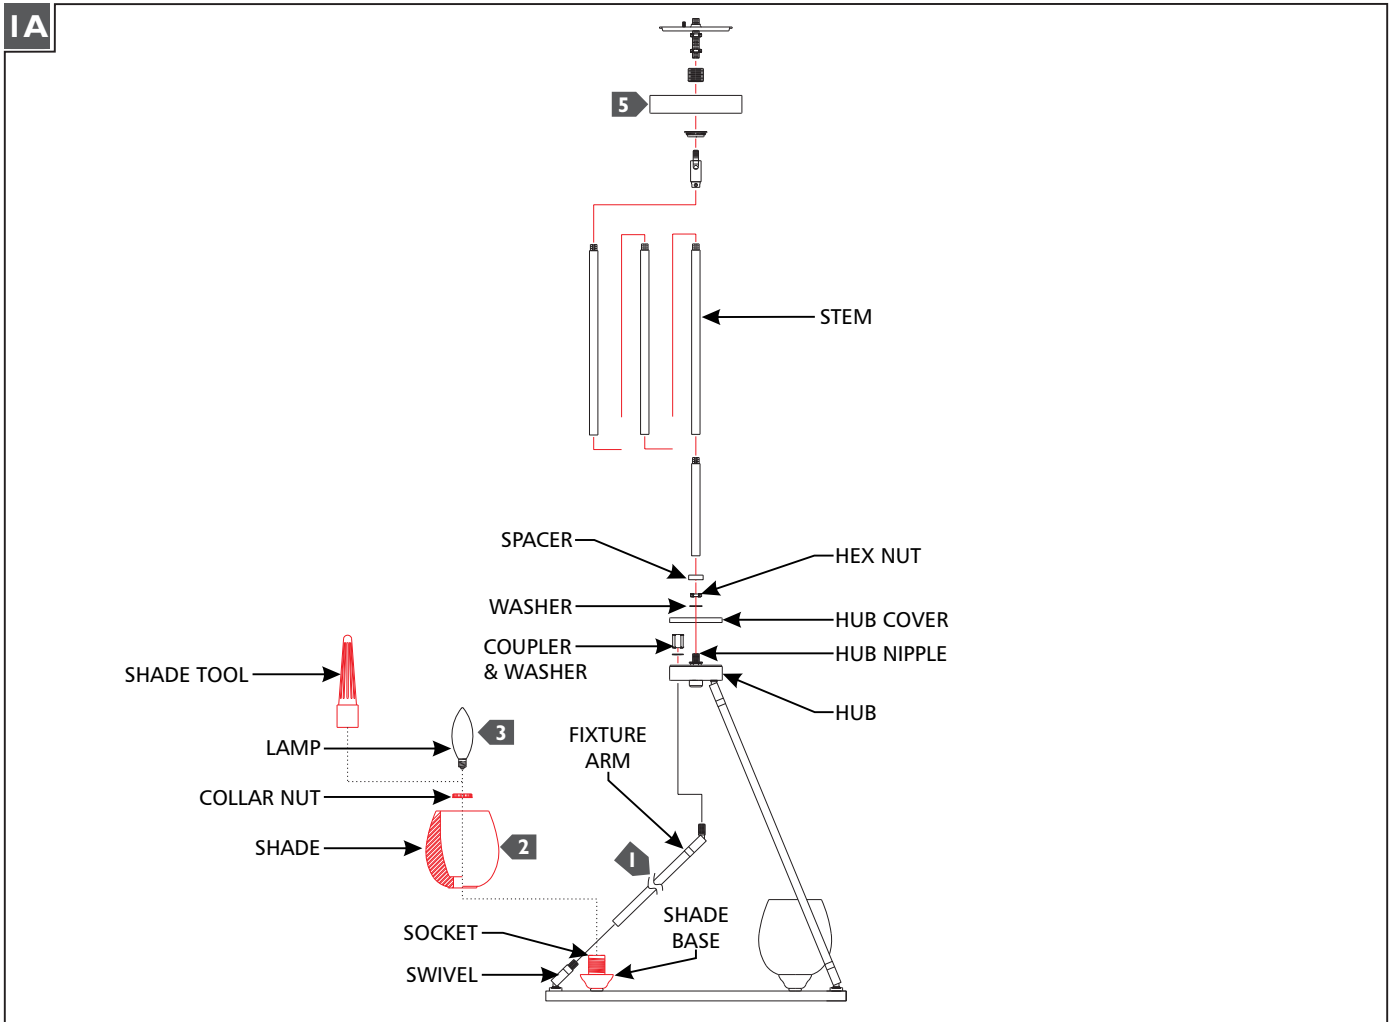 1A
5
STEM
SPACER
HEX NUT
WASHER
HUB COVER
COUPLER
& WASHER
HUB NIPPLE
SHADE TOOL
HUB
3
LAMP
FIXTURE
ARM
COLLAR NUT
SHADE
2
1
SHADE
BASE
SOCKET
SWIVEL